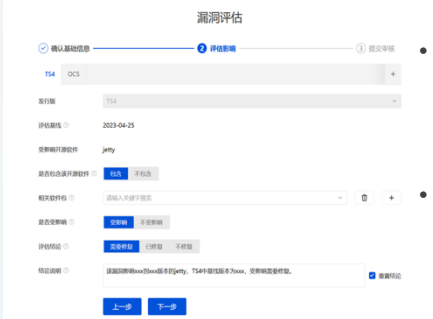 漏洞评估
确认基础信息
2 评估影响
3 提交审核
TS4 OCS +
发行版 TS4
评估基线 2023-04-25
受影响开源软件 jetty
是否包含该开源软件 包含 不包含
相关软件包 请输入关键字搜索 +
是否受影响 受影响 不受影响
评估结论 需要修复 已修复 不修复
结论说明 该漏洞影响xxx到xxx版本的jetty，TS4中基线版本为xxx，受影响需要修复。 重置结论
上一步 下一步